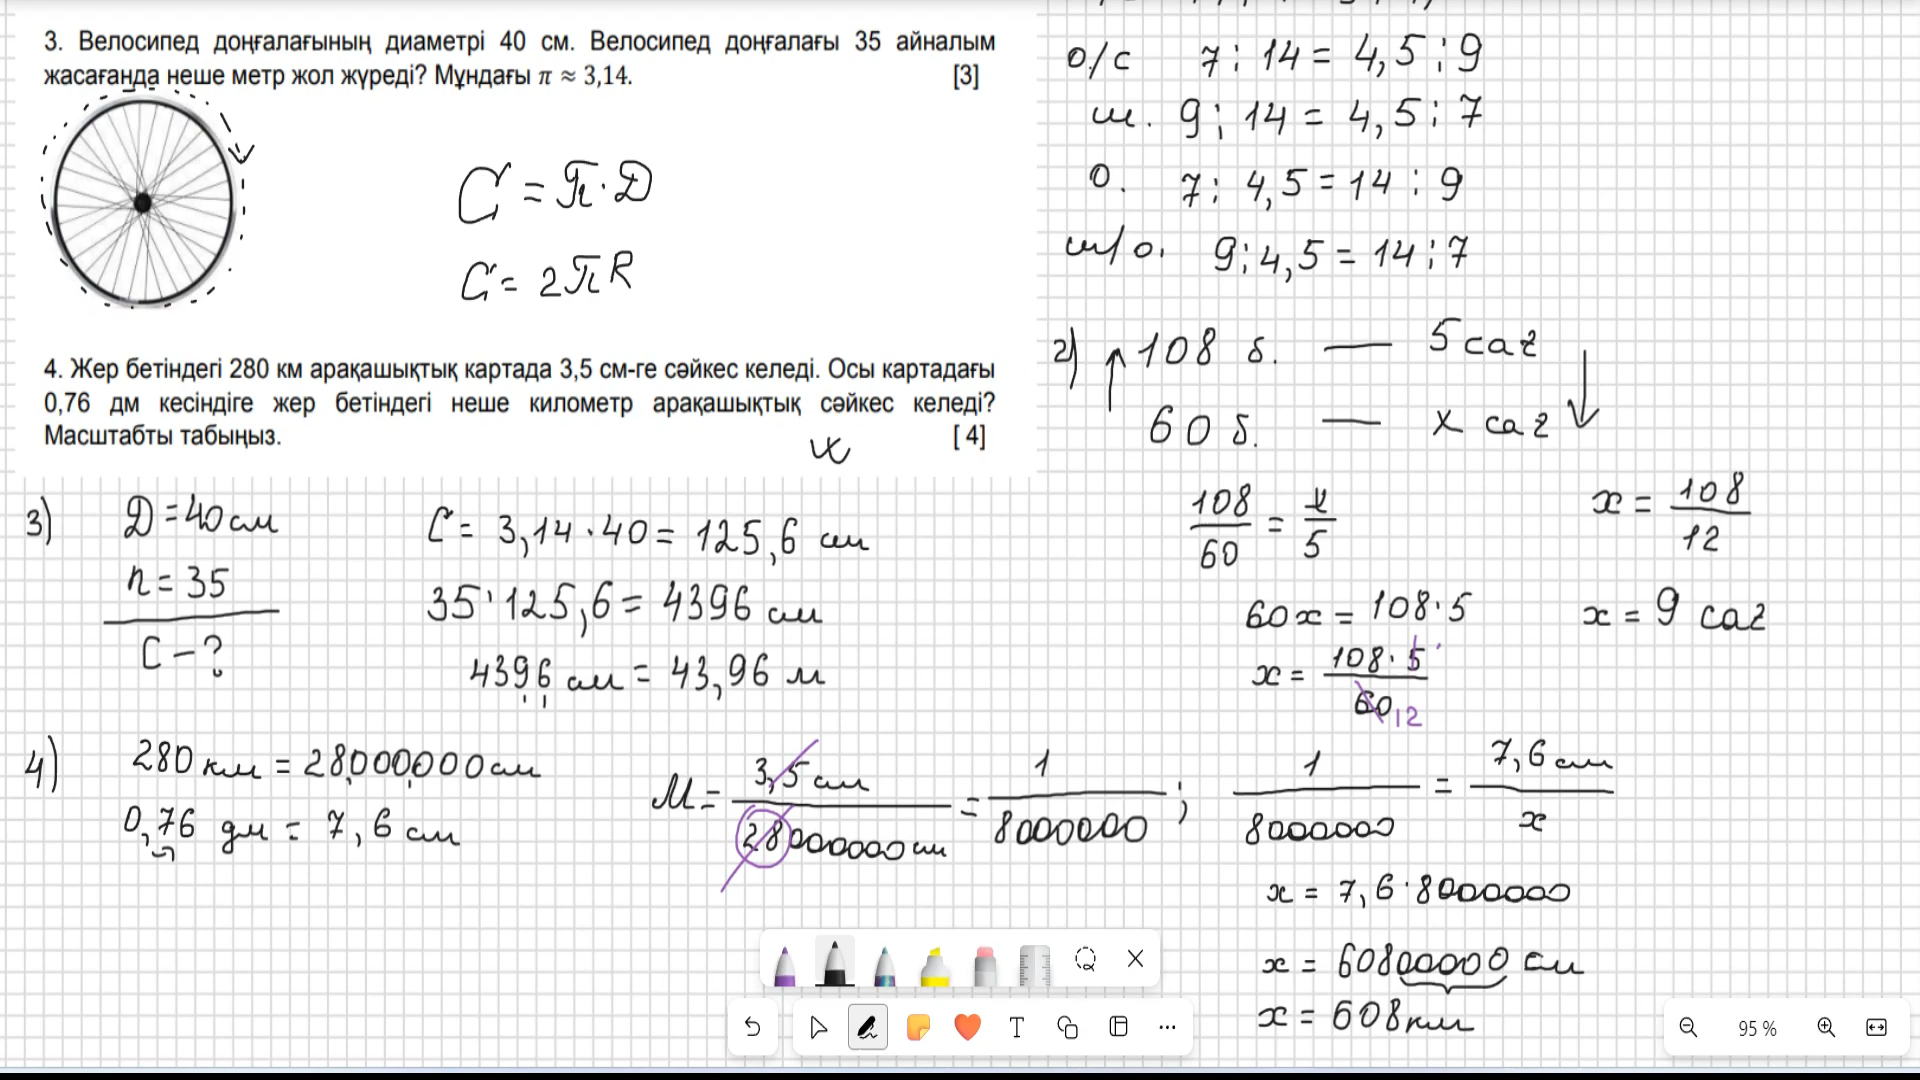 3. Велосипед доңғалағының диаметрі 40 см. Велосипед доңғалағы 35 айналым
жасағанда неше метр жол жүреді? Мұндағы π ≈ 3,14. [3]
C = π · D
C = 2πR
4. Жер бетіндегі 280 км арақашықтық картада 3,5 см-ге сәйкес келеді. Осы картадағы
0,76 дм кесіндіге жер бетіндегі неше километр арақашықтық сәйкес келеді?
Масштабты табыңыз. [ 4]
x
о/с 7 : 14 = 4,5 : 9
ш. 9 : 14 = 4,5 : 7
о. 7 : 4,5 = 14 : 9
ш/о. 9 : 4,5 = 14 : 7
2) 108 б. — 5 сағ
60 б. — x сағ
108/60 = x/5
60x = 108 · 5
x = 108 · 5 / 60 12
x = 108/12
x = 9 сағ
3) D = 40 см
n = 35
C - ?
C = 3,14 · 40 = 125,6 см
35 · 125,6 = 4396 см
4396 см = 43,96 м
4) 280 км = 28000000 см
0,76 дм = 7,6 см
M = 3,5 см / 28000000 см = 1 / 8000000 ; 1 / 8000000 = 7,6 см / x
x = 7,6 · 8000000
x = 60800000 см
x = 608 км
T
95 %